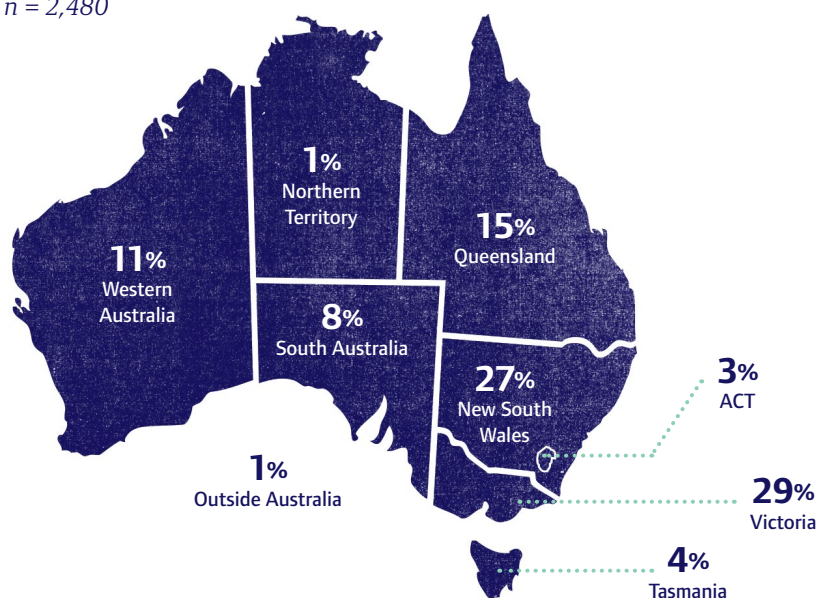 n = 2,480
1%
Northern
Territory
15%
Queensland
11%
Western
Australia
8%
South Australia
27%
New South
Wales
3%
ACT
1%
Outside Australia
29%
Victoria
4%
Tasmania